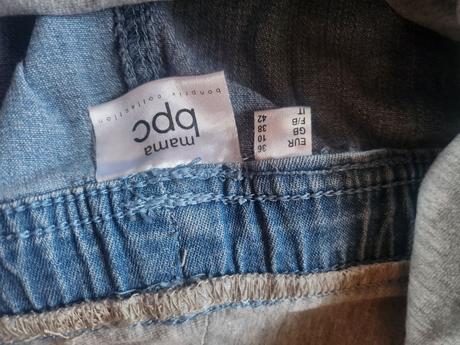 mama
bpc
bonprix collection
EUR 36
GB 10
F/B 38
IT 42